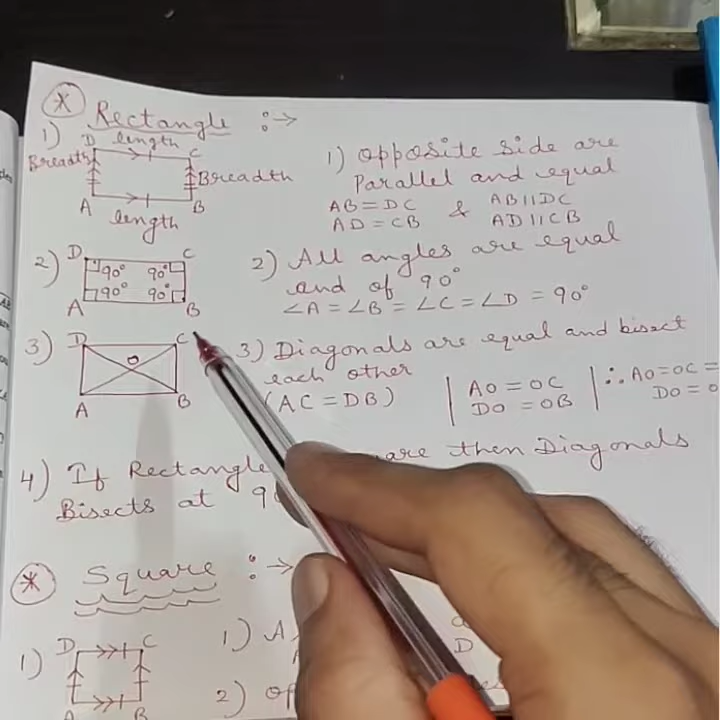 * Rectangle :→
1) D length C
Breadth Breadth
A B
length
1) Opposite side are
Parallel and equal
AB = DC & AB || DC
AD = CB AD || CB
2) D C
90° 90°
90° 90°
A B
2) All angles are equal
and of 90°
∠A = ∠B = ∠C = ∠D = 90°
3) D C
O
A B
3) Diagonals are equal and bisect
each other
(AC = DB) | AO = OC | ∴ AO = OC =
DO = OB DO = O
4) If Rectangle then Diagonals
Bisects at
* Square :→
1) D C
A B
1) A
D
2)